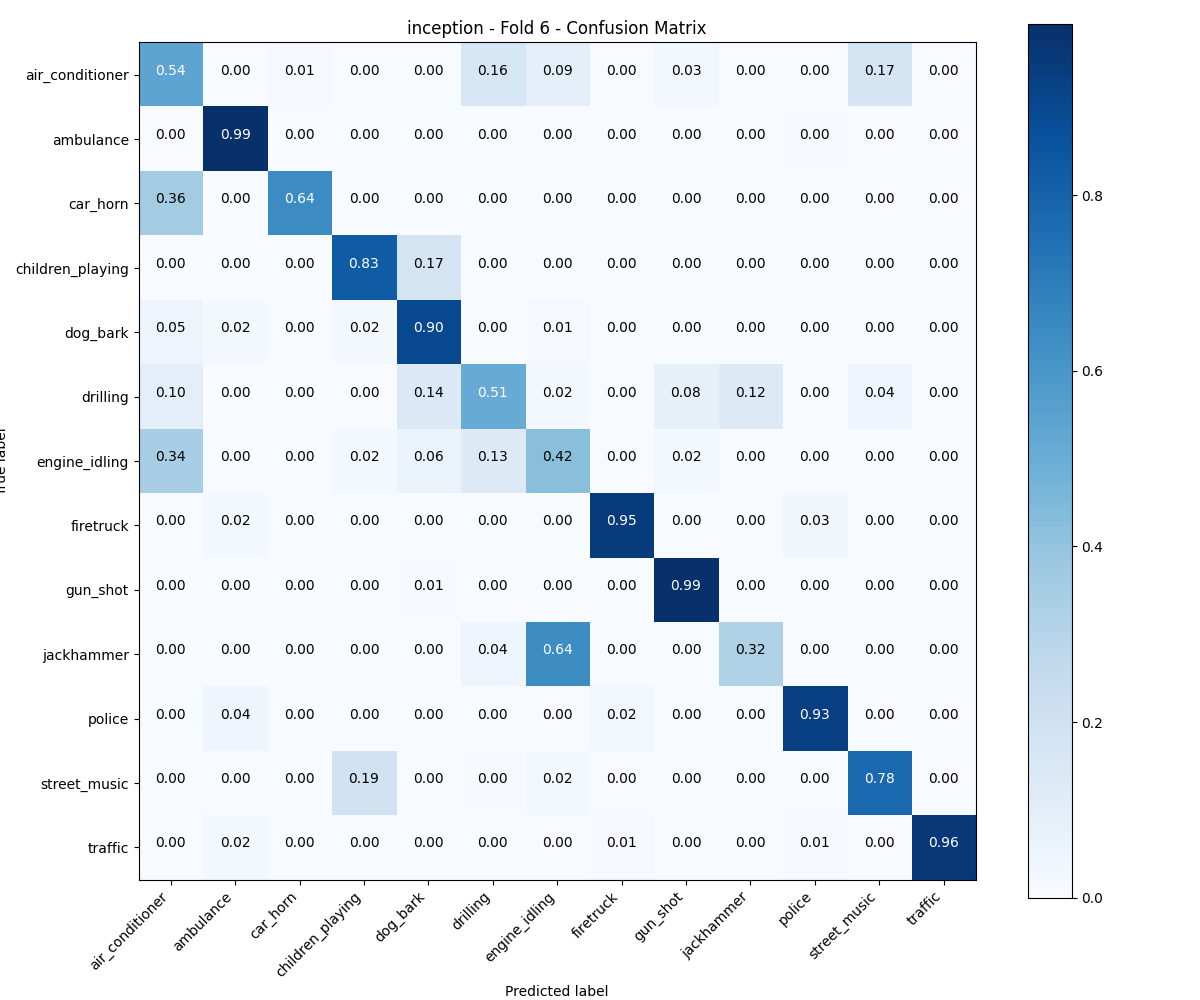 inception - Fold 6 - Confusion Matrix
air_conditioner 0.54 0.00 0.01 0.00 0.00 0.16 0.09 0.00 0.03 0.00 0.00 0.17 0.00
ambulance 0.00 0.99 0.00 0.00 0.00 0.00 0.00 0.00 0.00 0.00 0.00 0.00 0.00
car_horn 0.36 0.00 0.64 0.00 0.00 0.00 0.00 0.00 0.00 0.00 0.00 0.00 0.00
children_playing 0.00 0.00 0.00 0.83 0.17 0.00 0.00 0.00 0.00 0.00 0.00 0.00 0.00
dog_bark 0.05 0.02 0.00 0.02 0.90 0.00 0.01 0.00 0.00 0.00 0.00 0.00 0.00
drilling 0.10 0.00 0.00 0.00 0.14 0.51 0.02 0.00 0.08 0.12 0.00 0.04 0.00
engine_idling 0.34 0.00 0.00 0.02 0.06 0.13 0.42 0.00 0.02 0.00 0.00 0.00 0.00
firetruck 0.00 0.02 0.00 0.00 0.00 0.00 0.00 0.95 0.00 0.00 0.03 0.00 0.00
gun_shot 0.00 0.00 0.00 0.00 0.01 0.00 0.00 0.00 0.99 0.00 0.00 0.00 0.00
jackhammer 0.00 0.00 0.00 0.00 0.00 0.04 0.64 0.00 0.00 0.32 0.00 0.00 0.00
police 0.00 0.04 0.00 0.00 0.00 0.00 0.00 0.02 0.00 0.00 0.93 0.00 0.00
street_music 0.00 0.00 0.00 0.19 0.00 0.00 0.02 0.00 0.00 0.00 0.00 0.78 0.00
traffic 0.00 0.02 0.00 0.00 0.00 0.00 0.00 0.01 0.00 0.00 0.01 0.00 0.96
air_conditioner ambulance car_horn children_playing dog_bark drilling engine_idling firetruck gun_shot jackhammer police street_music traffic
Predicted label
0.8
0.6
0.4
0.2
0.0